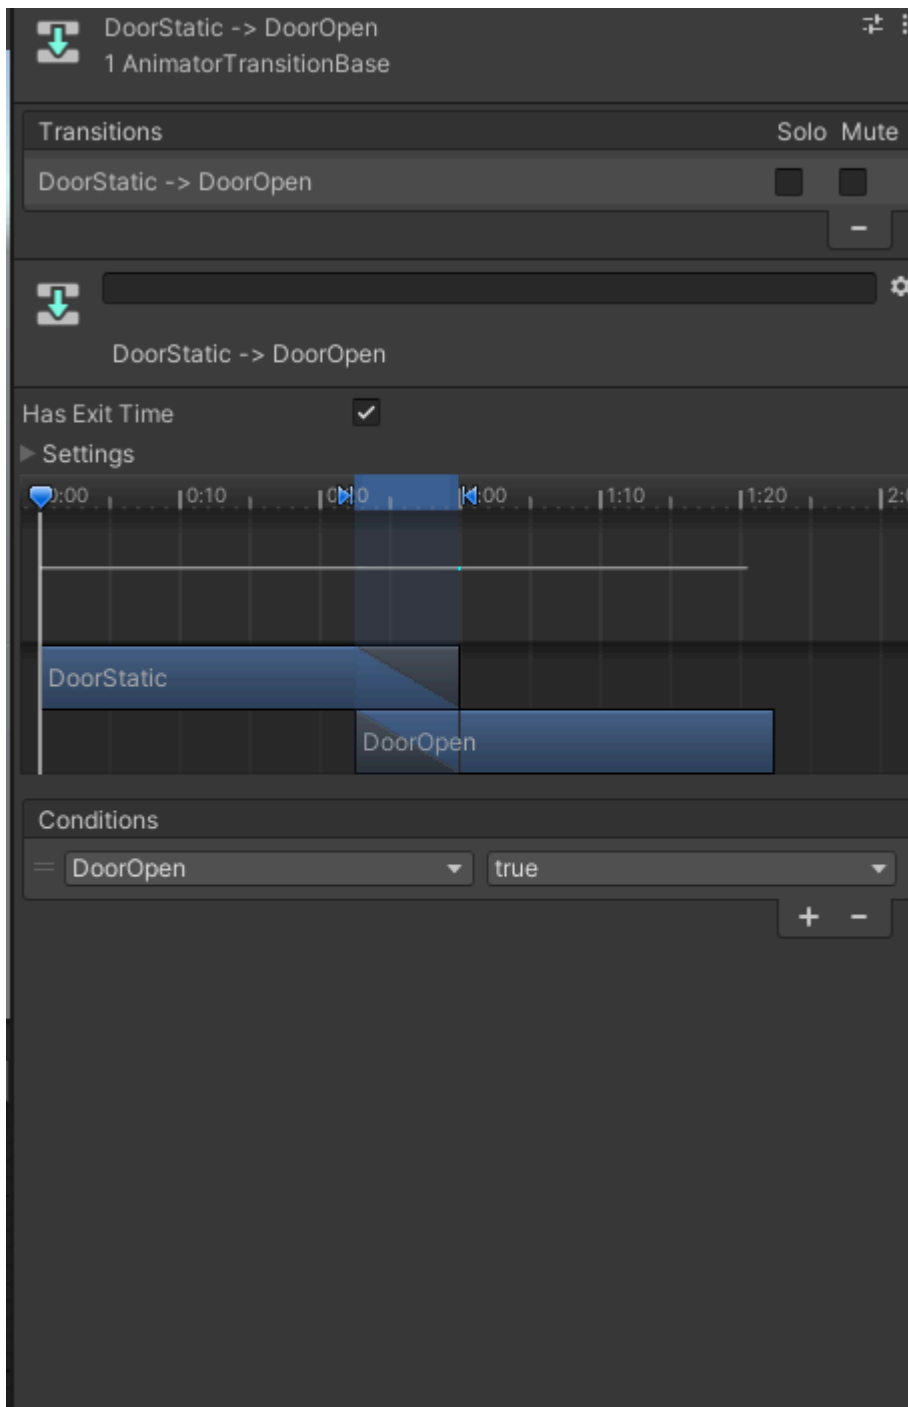 DoorStatic -> DoorOpen
1 AnimatorTransitionBase
Transitions Solo Mute
DoorStatic -> DoorOpen
DoorStatic -> DoorOpen
Has Exit Time
Settings
0:10 1:10 1:20
DoorStatic
DoorOpen
Conditions
DoorOpen true